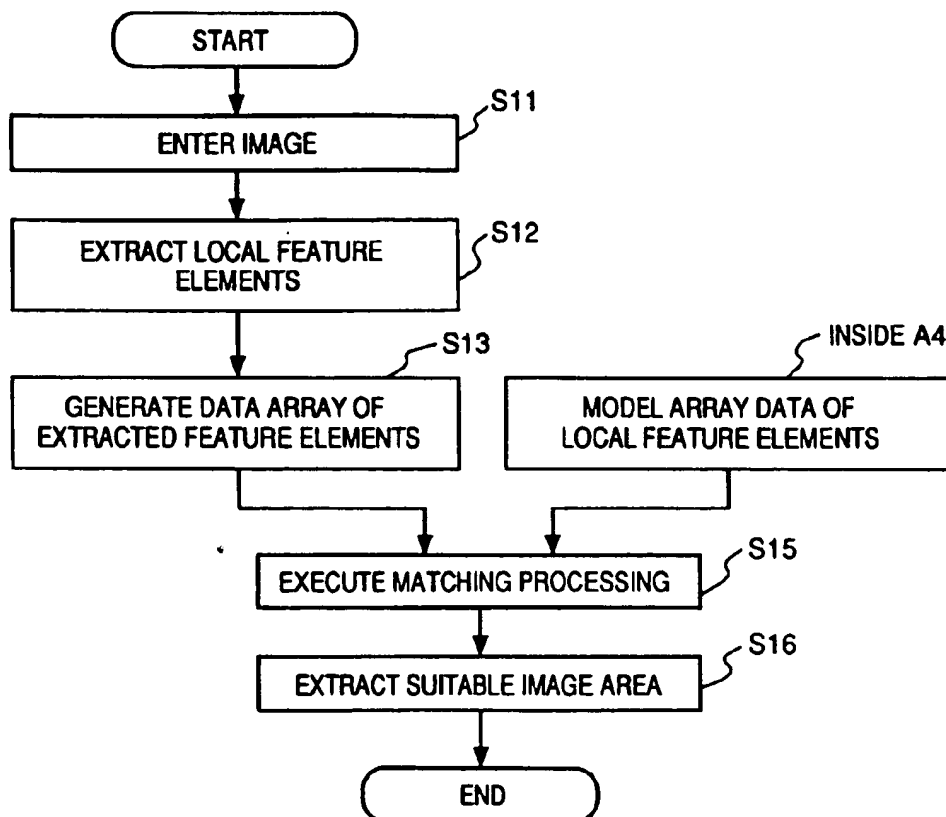 START
S11
ENTER IMAGE
S12
EXTRACT LOCAL FEATURE
ELEMENTS
S13
GENERATE DATA ARRAY OF
EXTRACTED FEATURE ELEMENTS
INSIDE A4
MODEL ARRAY DATA OF
LOCAL FEATURE ELEMENTS
S15
EXECUTE MATCHING PROCESSING
S16
EXTRACT SUITABLE IMAGE AREA
END